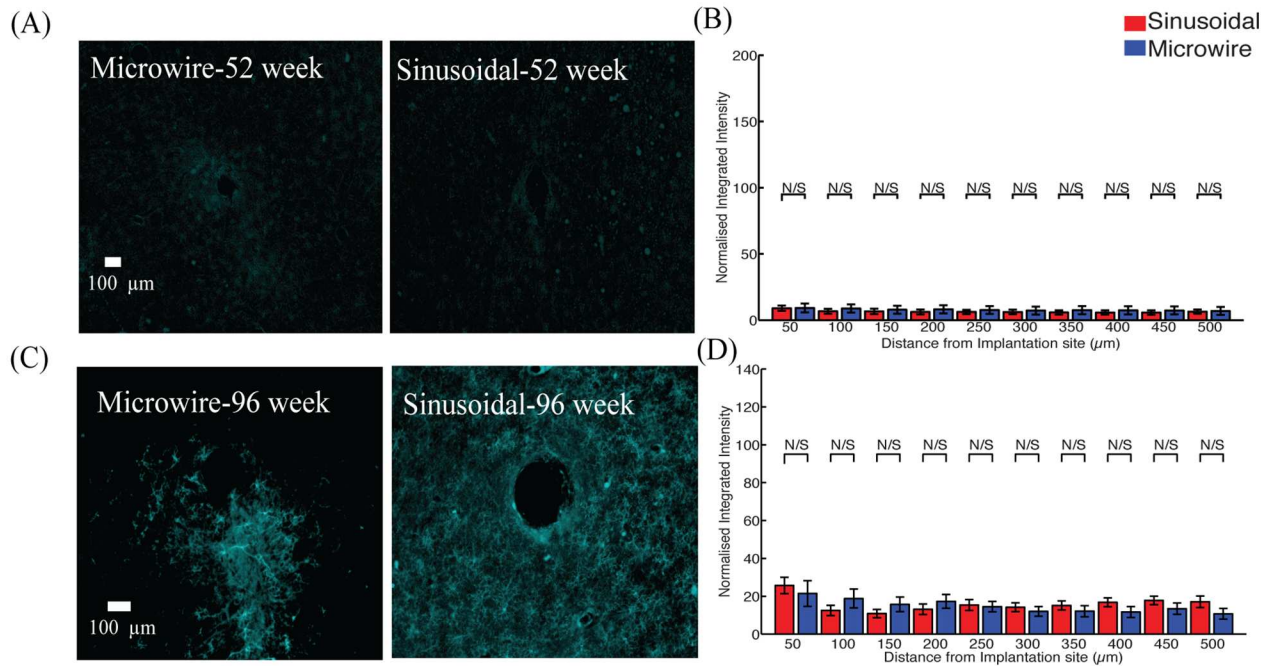 (A)
Microwire-52 week
100 µm
Sinusoidal-52 week
(B)
Sinusoidal
Microwire
Normalised Integrated Intensity
200
150
100
50
0
N/S N/S N/S N/S N/S N/S N/S N/S N/S N/S
50 100 150 200 250 300 350 400 450 500
Distance from Implantation site (µm)
(C)
Microwire-96 week
100 µm
Sinusoidal-96 week
(D)
Normalised Integrated Intensity
140
120
100
80
60
40
20
0
N/S N/S N/S N/S N/S N/S N/S N/S N/S N/S
50 100 150 200 250 300 350 400 450 500
Distance from Implantation site (µm)